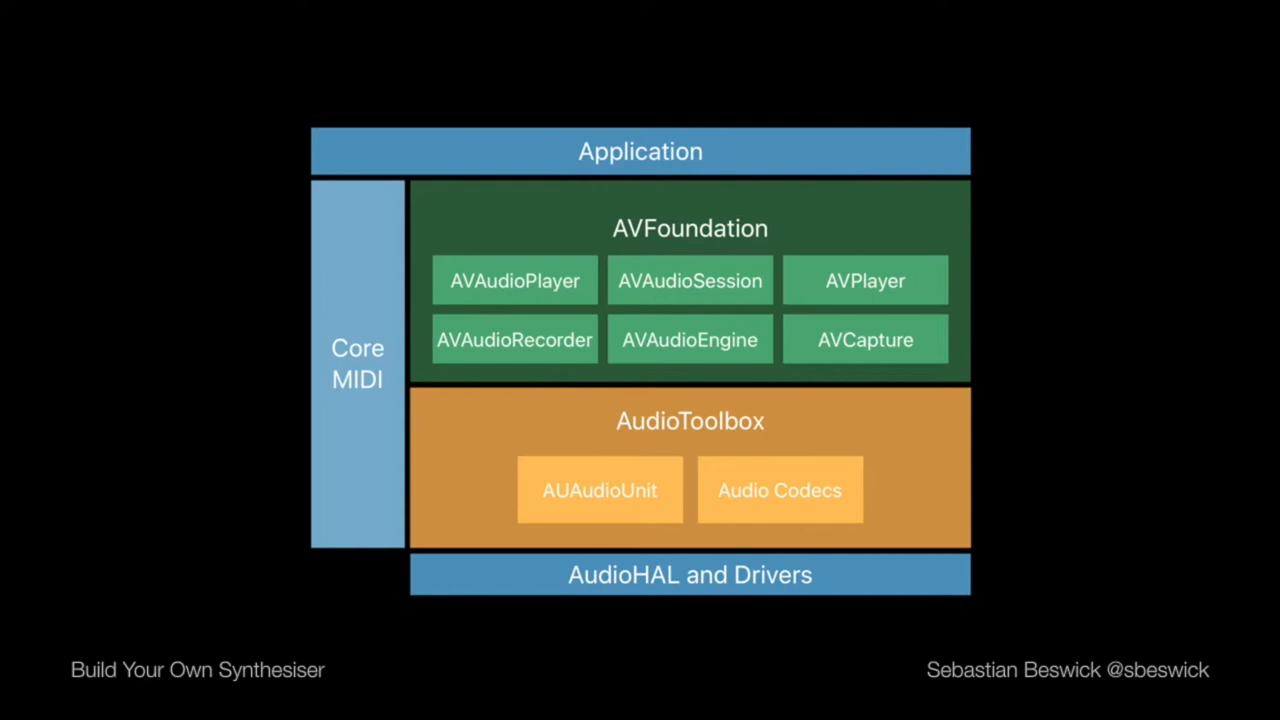 Application
Core
MIDI
AVFoundation
AVAudioPlayer
AVAudioSession
AVPlayer
AVAudioRecorder
AVAudioEngine
AVCapture
AudioToolbox
AUAudioUnit
Audio Codecs
AudioHAL and Drivers
Build Your Own Synthesiser
Sebastian Beswick @sbeswick